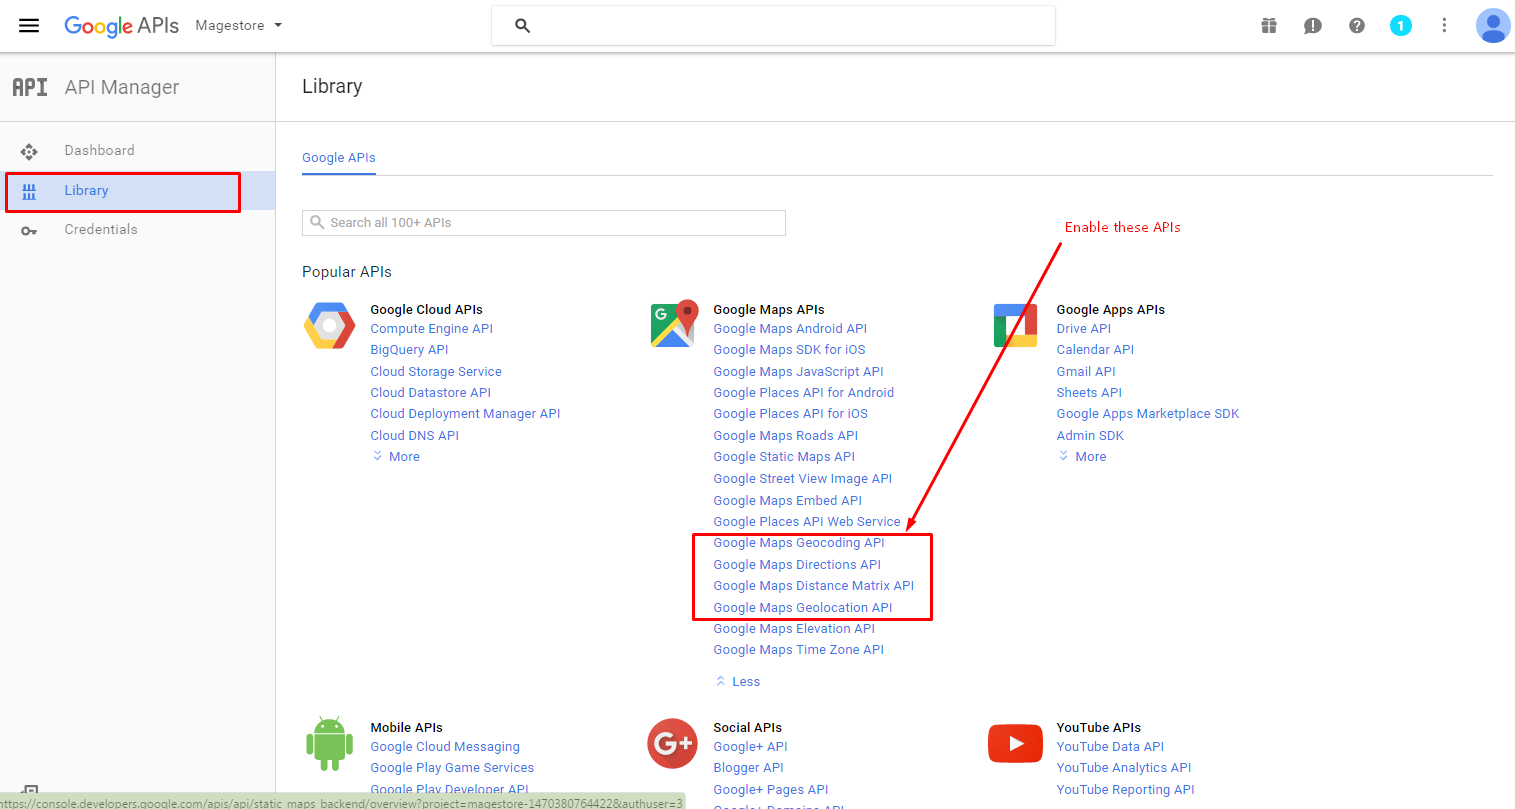 Google APIs Magestore
1
API API Manager
Library
Dashboard
Library
Credentials
Google APIs
Search all 100+ APIs
Enable these APIs
Popular APIs
Google Cloud APIs
Compute Engine API
BigQuery API
Cloud Storage Service
Cloud Datastore API
Cloud Deployment Manager API
Cloud DNS API
More
G
Google Maps APIs
Google Maps Android API
Google Maps SDK for iOS
Google Maps JavaScript API
Google Places API for Android
Google Places API for iOS
Google Maps Roads API
Google Static Maps API
Google Street View Image API
Google Maps Embed API
Google Places API Web Service
Google Maps Geocoding API
Google Maps Directions API
Google Maps Distance Matrix API
Google Maps Geolocation API
Google Maps Elevation API
Google Maps Time Zone API
Less
Google Apps APIs
Drive API
Calendar API
Gmail API
Sheets API
Google Apps Marketplace SDK
Admin SDK
More
Mobile APIs
Google Cloud Messaging
Google Play Game Services
Google Play Developer API
G+
Social APIs
Google+ API
Blogger API
Google+ Pages API
Google+ Domains API
YouTube APIs
YouTube Data API
YouTube Analytics API
YouTube Reporting API
https://console.developers.google.com/apis/api/static_maps_backend/overview?project=magestore-1470380764422&authuser=3